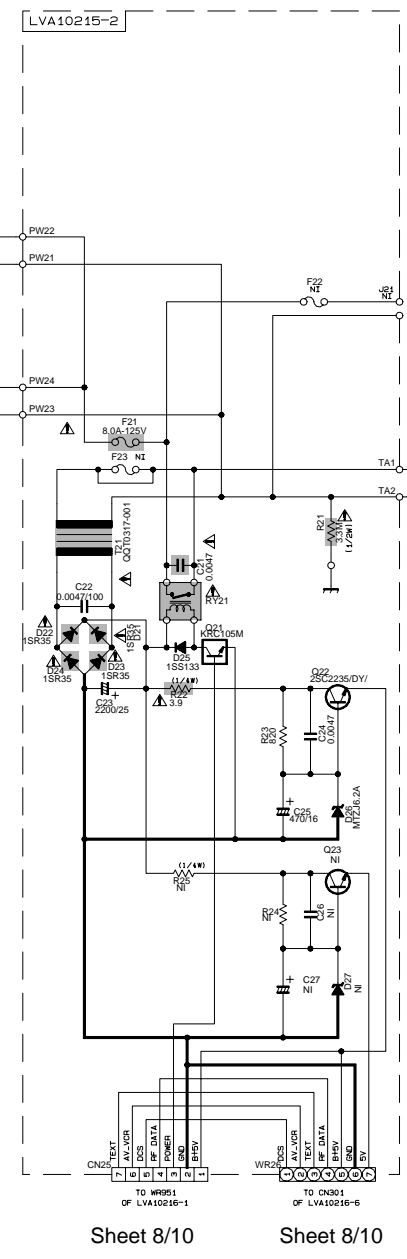 LVA10215-2
PW22
PW21
F22
NI
J21
NI
PW24
PW23
F21
8.0A-125V
F23 NI
TA1
TA2
T21
QQT0317-001
R21
3.3M
(1/2W)
C21
0.0047
C22
0.0047/100
RY21
D22
1SR35
D21
1SR35
Q21
KRC105M
D24
1SR35
D23
1SR35
D25
1SS133
C23
2200/25
(1/4W)
R22
3.9
Q22
2SC2235/DY/
R23
820
C24
0.0047
C25
470/16
D26
MTZJ6.2A
Q23
NI
(1/4W)
R25
NI
R24
NI
C26
NI
C27
NI
D27
NI
TEXT
AV_VCR
DCS
RF DATA
POWER
GND
B15V
DCS
AV_VCR
TEXT
RF DATA
B15V
GND
5V
CN25
7 6 5 4 3 2 1
WR26
1 2 3 4 5 6 7
TO WR951
OF LVA10216-1
TO CN301
OF LVA10216-6
Sheet 8/10
Sheet 8/10